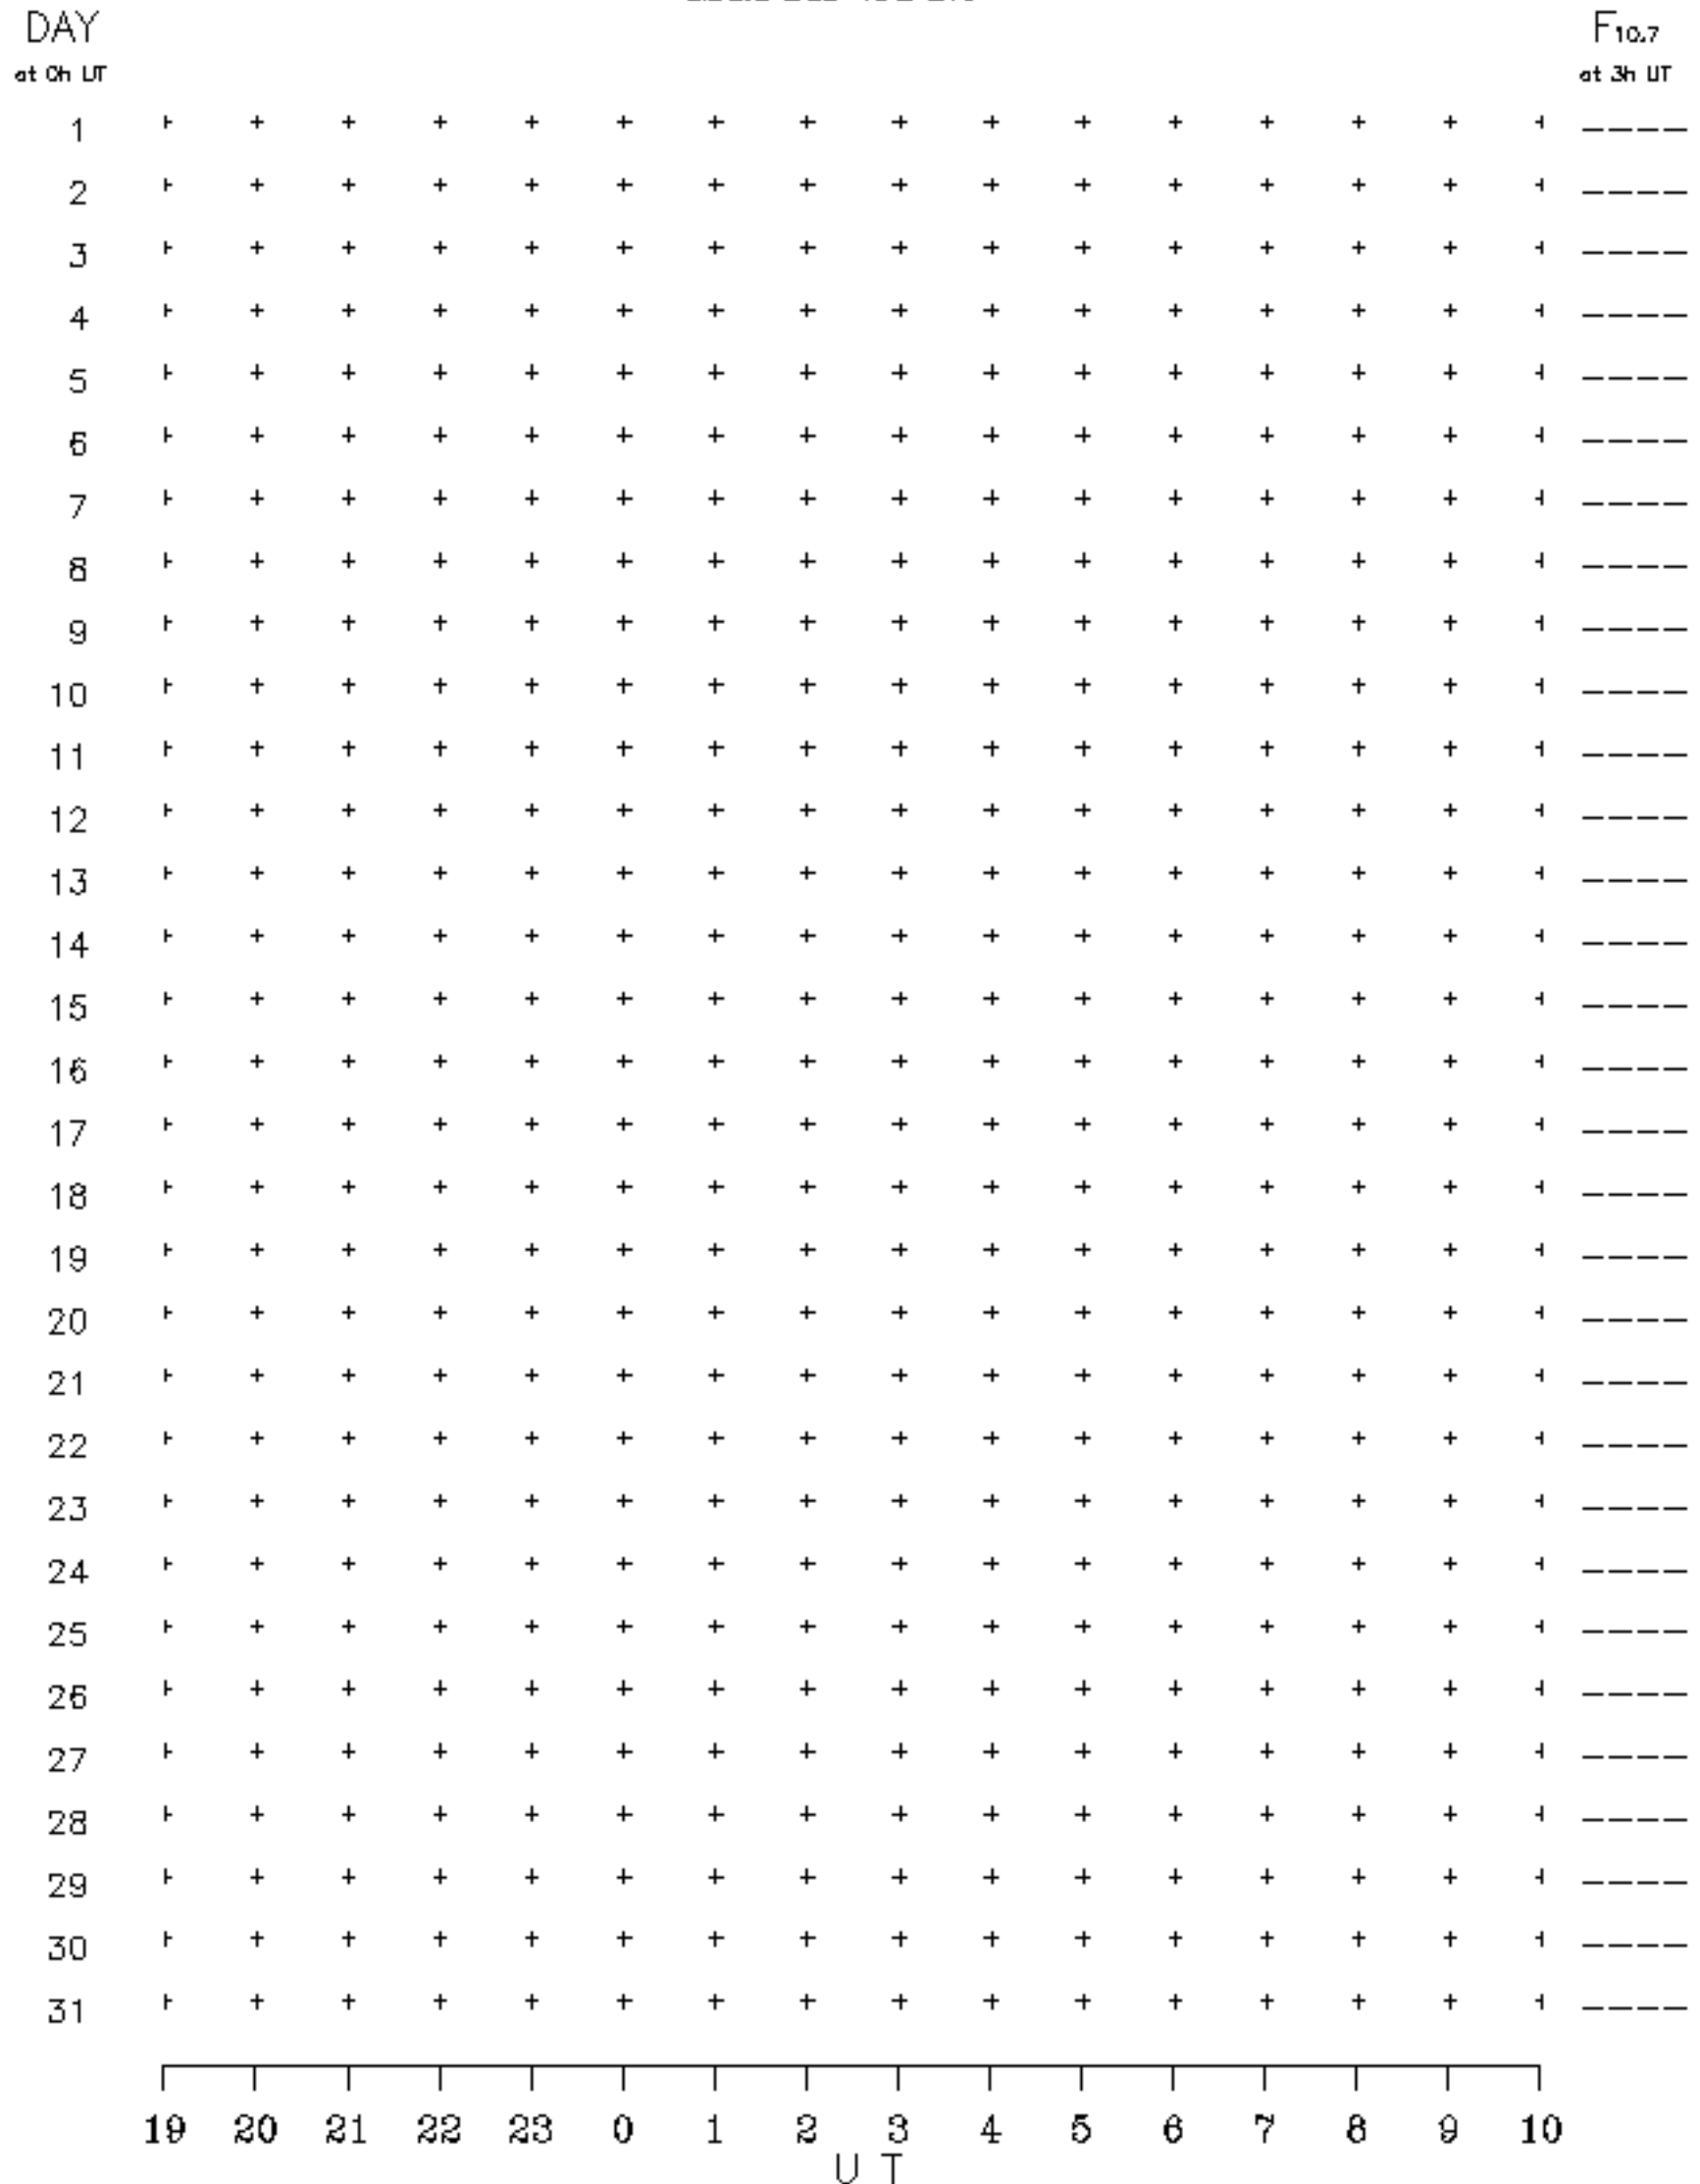 DAY F10.7
at 0h UT at 3h UT
1 + + + + + + + + + + + + + + + + ----
2 + + + + + + + + + + + + + + + + ----
3 + + + + + + + + + + + + + + + + ----
4 + + + + + + + + + + + + + + + + ----
5 + + + + + + + + + + + + + + + + ----
6 + + + + + + + + + + + + + + + + ----
7 + + + + + + + + + + + + + + + + ----
8 + + + + + + + + + + + + + + + + ----
9 + + + + + + + + + + + + + + + + ----
10 + + + + + + + + + + + + + + + + ----
11 + + + + + + + + + + + + + + + + ----
12 + + + + + + + + + + + + + + + + ----
13 + + + + + + + + + + + + + + + + ----
14 + + + + + + + + + + + + + + + + ----
15 + + + + + + + + + + + + + + + + ----
16 + + + + + + + + + + + + + + + + ----
17 + + + + + + + + + + + + + + + + ----
18 + + + + + + + + + + + + + + + + ----
19 + + + + + + + + + + + + + + + + ----
20 + + + + + + + + + + + + + + + + ----
21 + + + + + + + + + + + + + + + + ----
22 + + + + + + + + + + + + + + + + ----
23 + + + + + + + + + + + + + + + + ----
24 + + + + + + + + + + + + + + + + ----
25 + + + + + + + + + + + + + + + + ----
26 + + + + + + + + + + + + + + + + ----
27 + + + + + + + + + + + + + + + + ----
28 + + + + + + + + + + + + + + + + ----
29 + + + + + + + + + + + + + + + + ----
30 + + + + + + + + + + + + + + + + ----
31 + + + + + + + + + + + + + + + + ----
19 20 21 22 23 0 1 2 3 4 5 6 7 8 9 10
U T